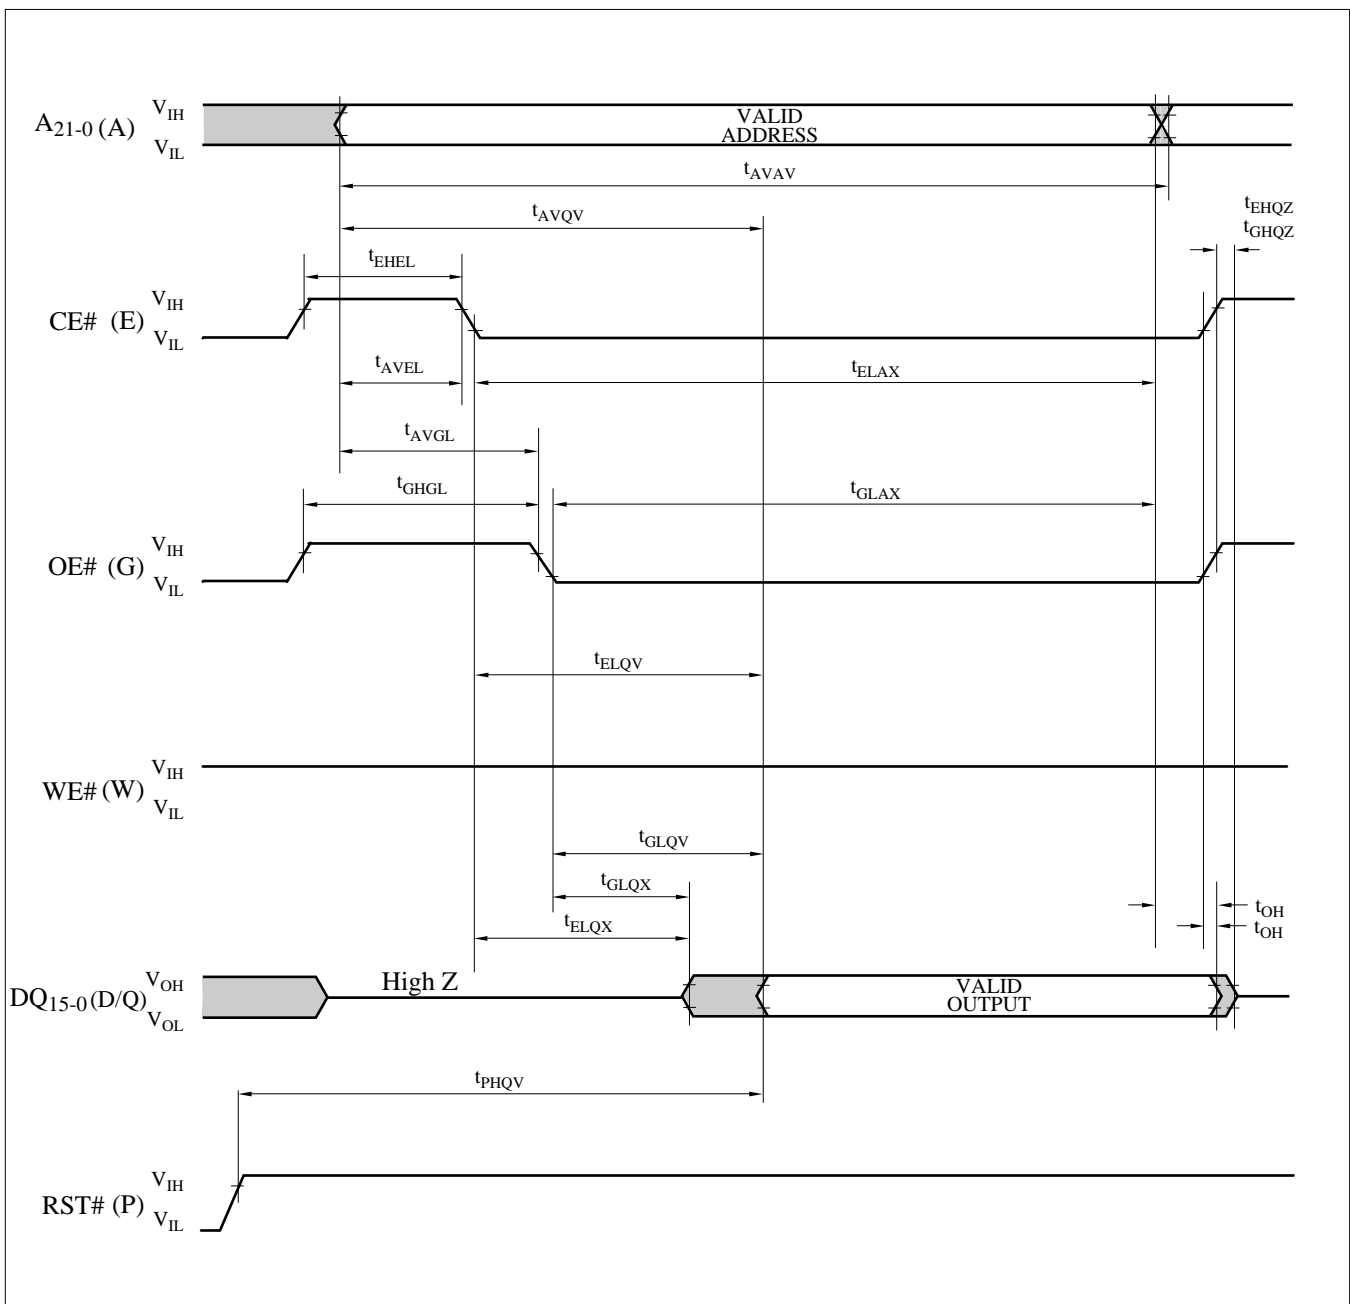 A21-0 (A)
VIH
VIL
VALID
ADDRESS
tAVAV
tAVQV
tEHQZ
tGHQZ
tEHEL
CE# (E)
VIH
VIL
tAVEL
tELAX
tAVGL
tGHGL
tGLAX
OE# (G)
VIH
VIL
tELQV
WE# (W)
VIH
VIL
tGLQV
tGLQX
tELQX
tOH
tOH
DQ15-0 (D/Q)
VOH
VOL
High Z
VALID
OUTPUT
tPHQV
RST# (P)
VIH
VIL